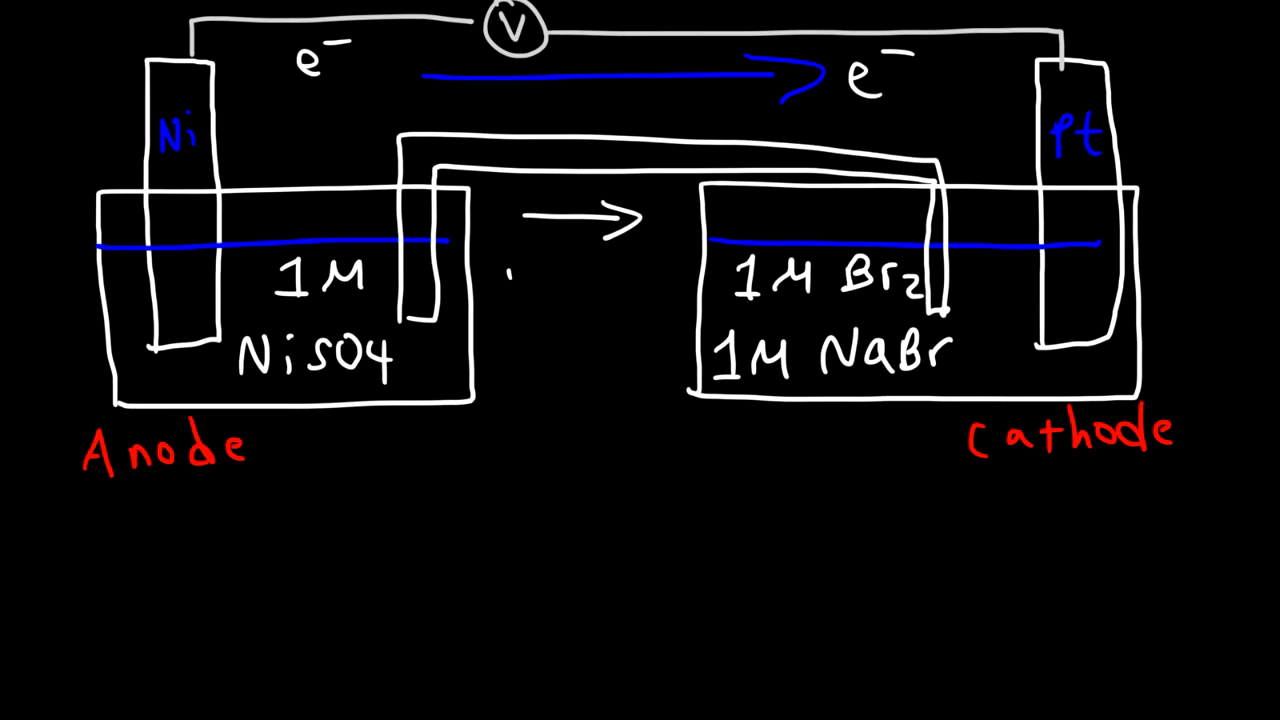 V
e⁻ e⁻
Ni Pt
1M 1M Br₂
NiSO4 1M NaBr
Anode Cathode